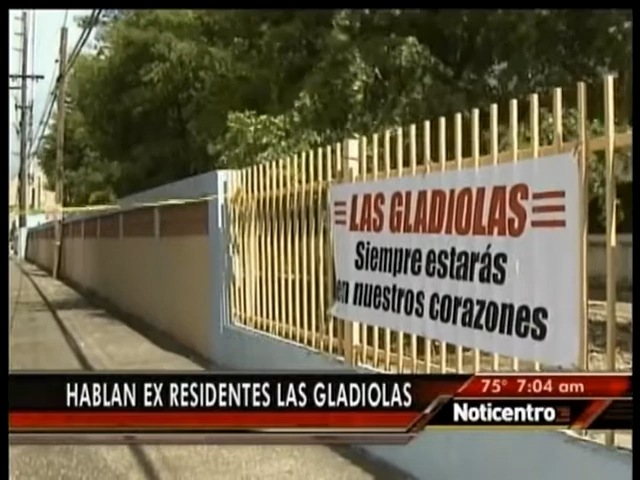 LAS GLADIOLAS
Siempre estarás
en nuestros corazones
HABLAN EX RESIDENTES LAS GLADIOLAS
75° 7:04 am
Noticentro